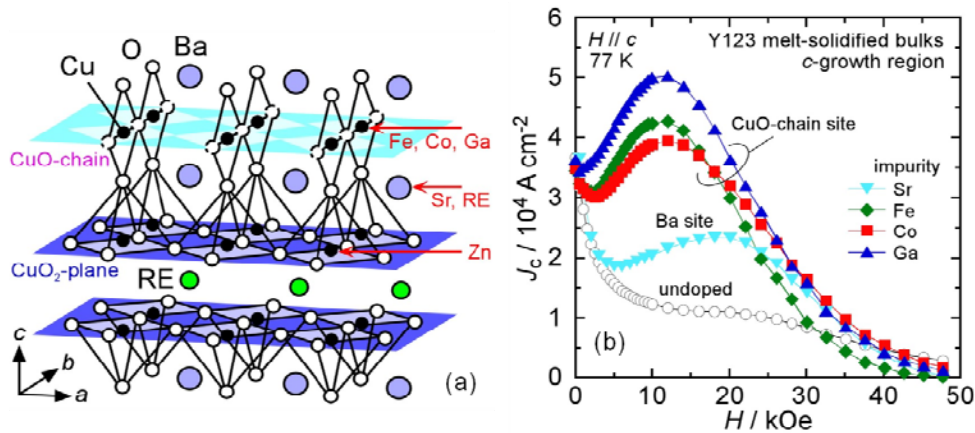 O Ba
Cu
Fe, Co, Ga
CuO-chain
Sr, RE
Zn
CuO₂-plane
RE
c
b
a
(a)
(b)
H // c
77 K
Y123 melt-solidified bulks
c-growth region
CuO-chain site
impurity
Sr
Fe
Co
Ga
Ba site
undoped
Jc / 10⁴ A cm⁻²
6
5
4
3
2
1
0
0 10 20 30 40 50
H / kOe
(b)